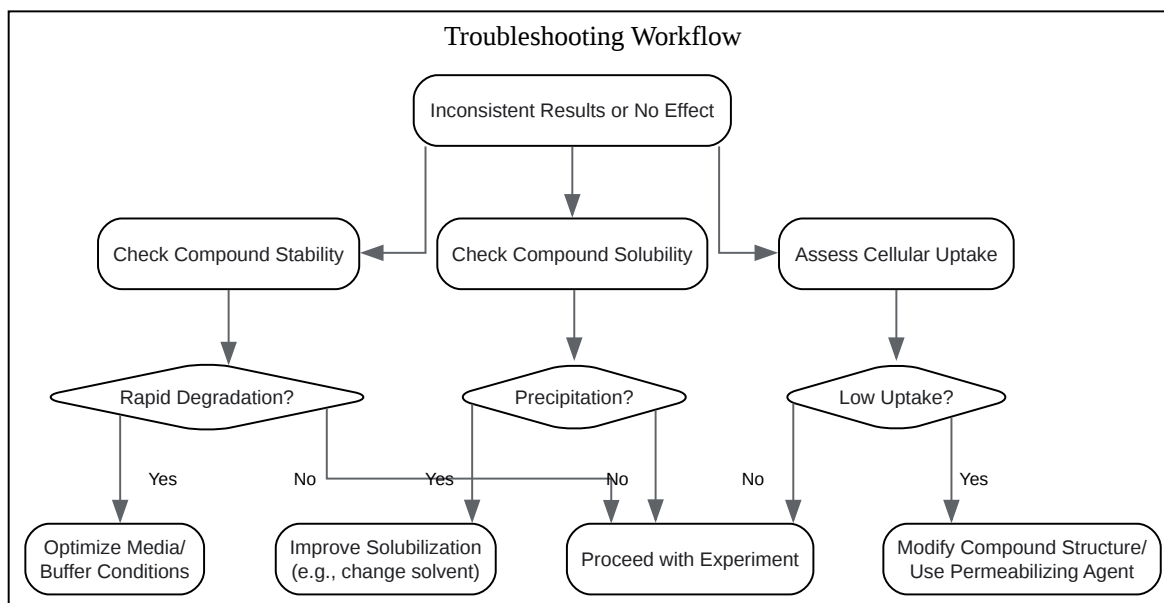 Troubleshooting Workflow
Inconsistent Results or No Effect
Check Compound Stability
Check Compound Solubility
Assess Cellular Uptake
Rapid Degradation?
Precipitation?
Low Uptake?
Yes
No
Yes
No
No
Yes
Optimize Media/
Buffer Conditions
Improve Solubilization
(e.g., change solvent)
Proceed with Experiment
Modify Compound Structure/
Use Permeabilizing Agent